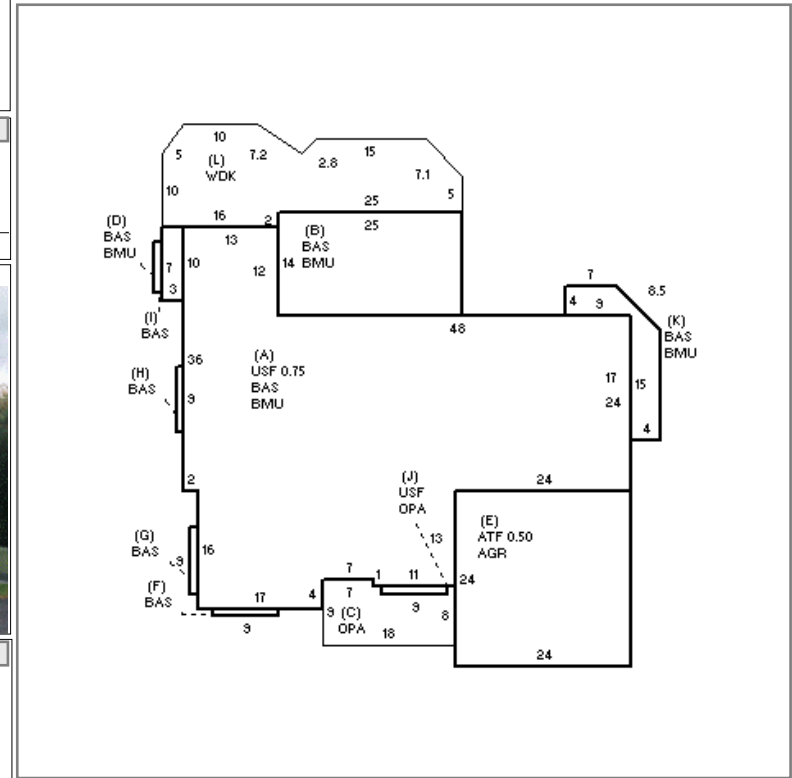 10
5
(L)
7.2
WDK
2.8
15
7.1
10
5
25
16
2
25
(D)
BAS
BMU
13
(B)
BAS
BMU
7
10
12
14
3
(I)
BAS
7
8.5
4
9
(K)
BAS
BMU
48
36
(A)
USF 0.75
BAS
BMU
(H)
BAS
9
17
15
24
4
2
(J)
USF
OPA
24
(G)
BAS
9
16
13
(E)
ATF 0.50
AGR
(F)
BAS
7
1
11
24
17
4
7
9
9
(C)
OPA
18
9
8
24